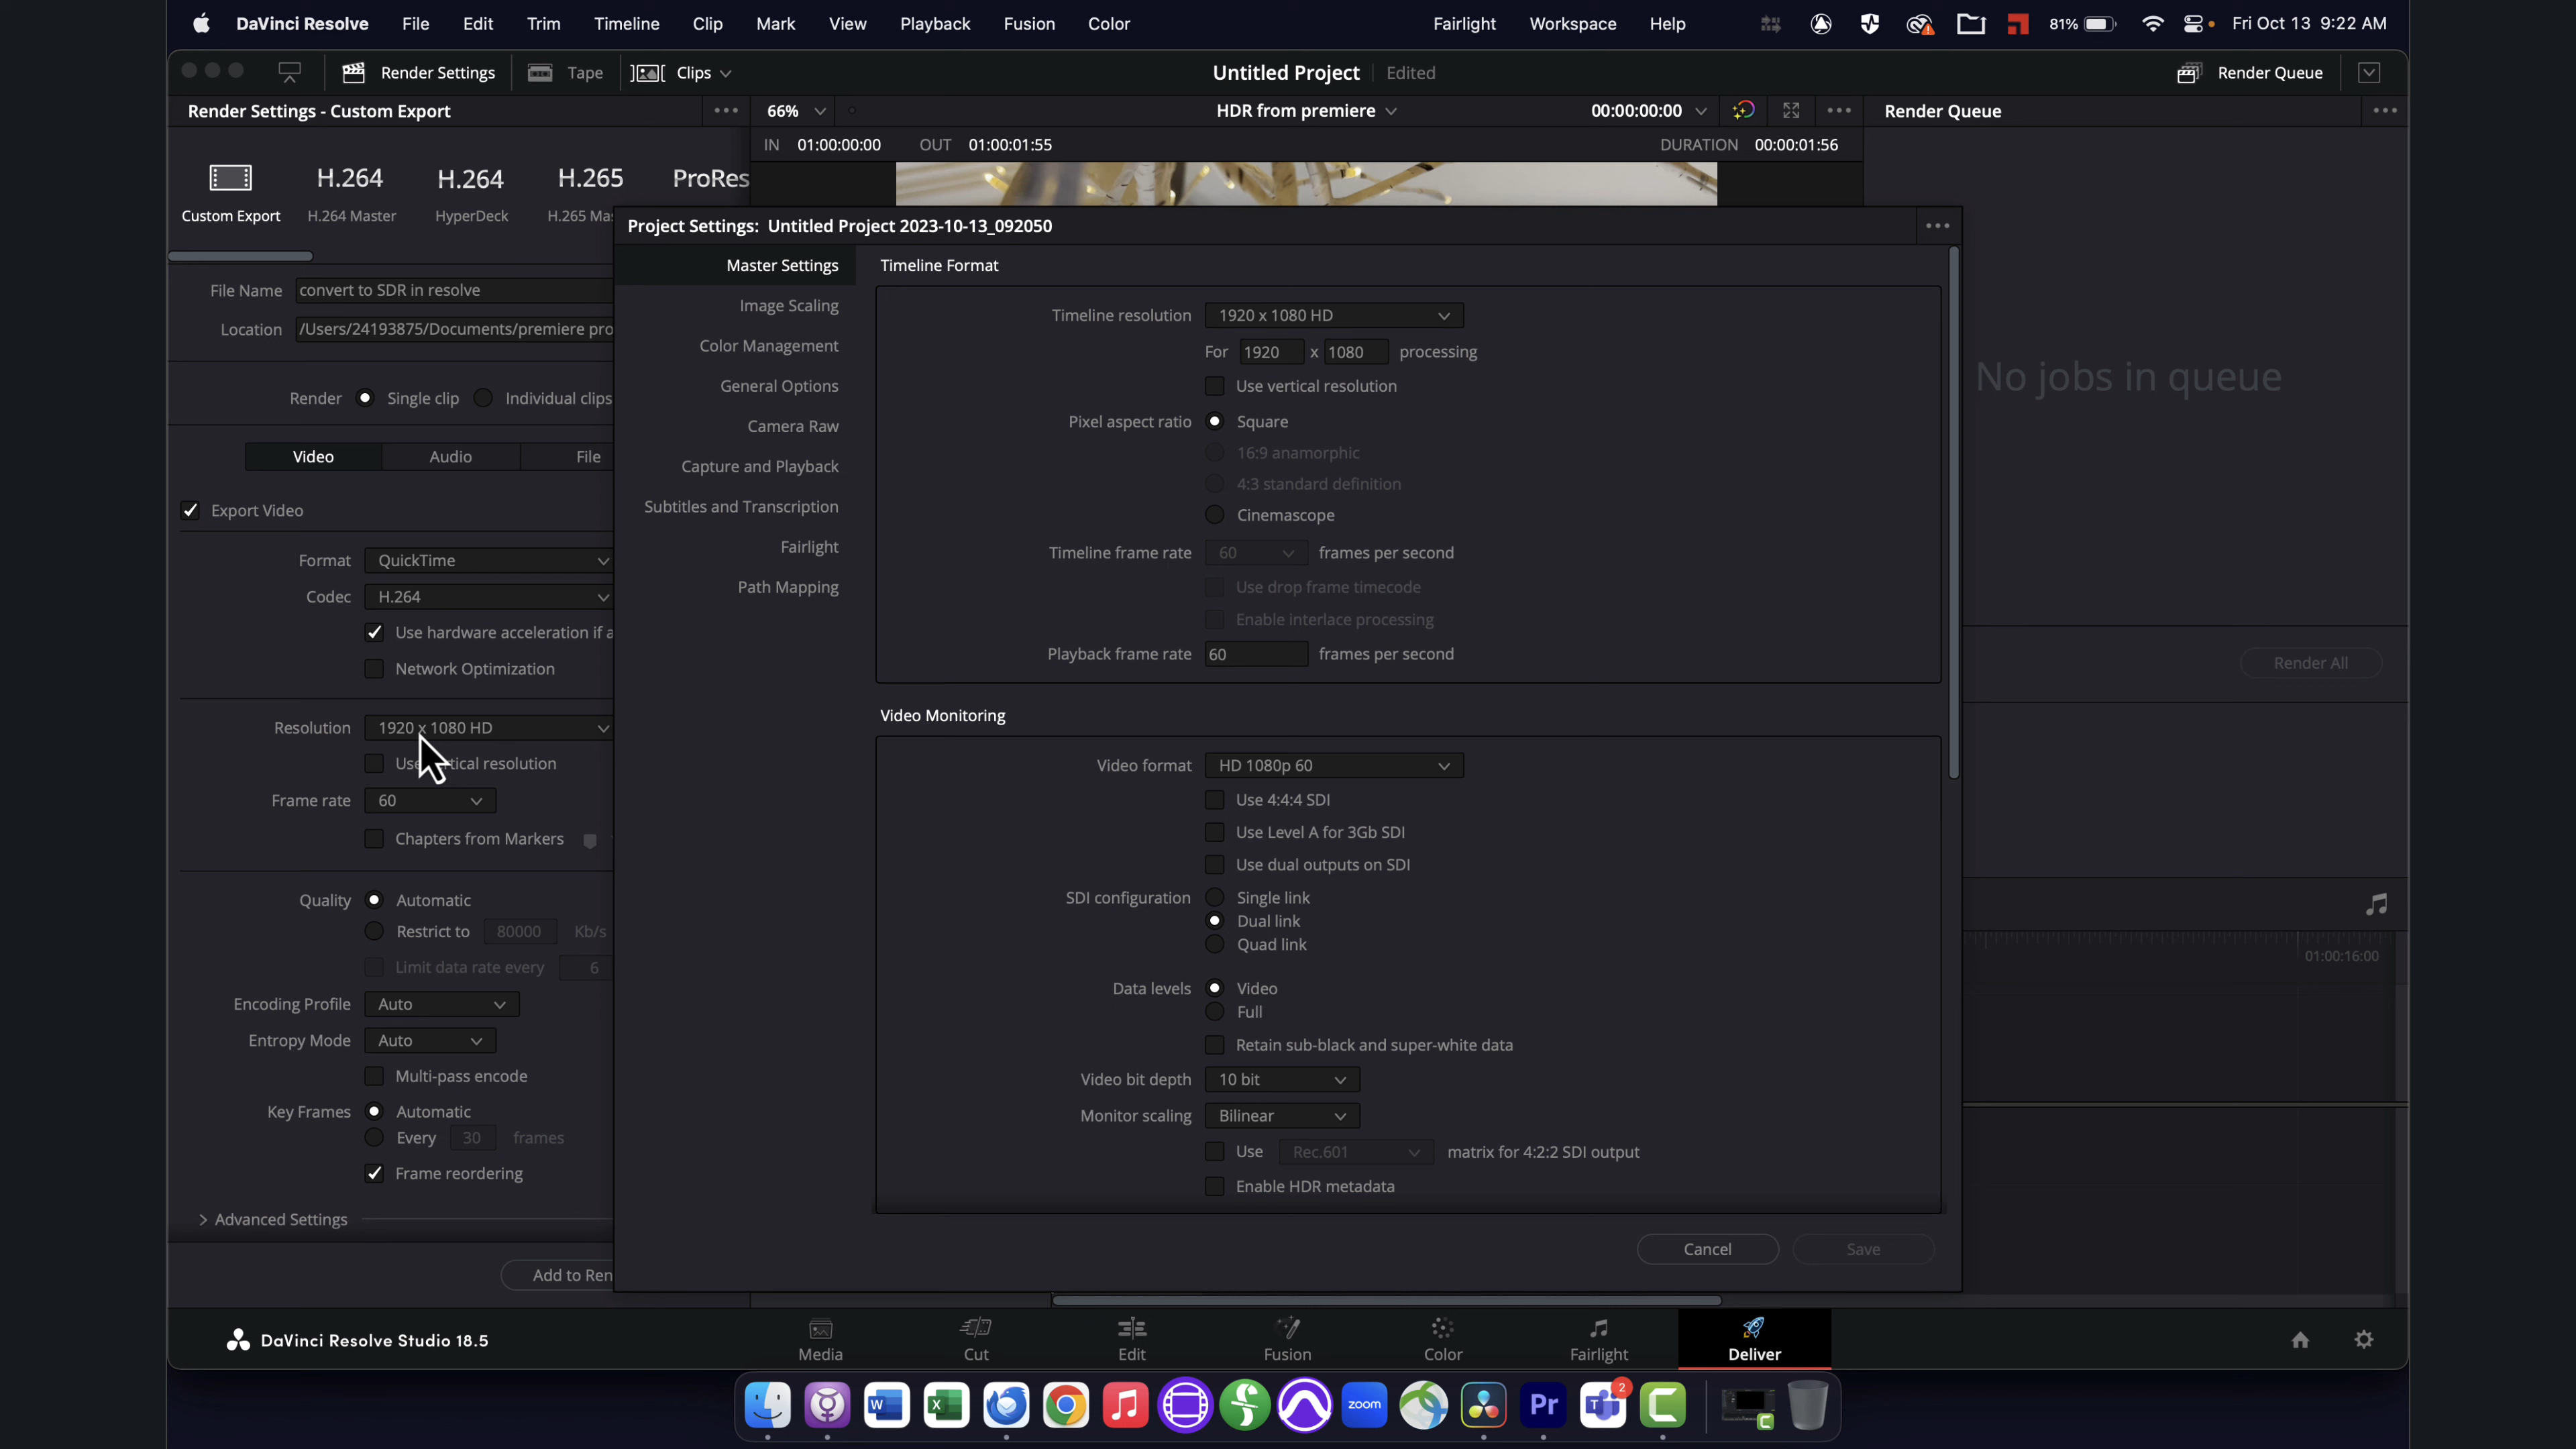 DaVinci Resolve File Edit Trim Timeline Clip Mark View Playback Fusion Color Fairlight Workspace Help 81% Fri Oct 13 9:22 AM
Render Settings Tape Clips Untitled Project Edited Render Queue
Render Settings - Custom Export 66% HDR from premiere 00:00:00:00 Render Queue
IN 01:00:00:00 OUT 01:00:01:55 DURATION 00:00:01:56
H.264 H.264 H.265 ProRes
Custom Export H.264 Master HyperDeck H.265 Mas
Project Settings: Untitled Project 2023-10-13_092050
Master Settings
Image Scaling
Color Management
General Options
Camera Raw
Capture and Playback
Subtitles and Transcription
Fairlight
Path Mapping
Timeline Format
Timeline resolution 1920 x 1080 HD
For 1920 x 1080 processing
Use vertical resolution
Pixel aspect ratio Square
16:9 anamorphic
4:3 standard definition
Cinemascope
Timeline frame rate 60 frames per second
Use drop frame timecode
Enable interlace processing
Playback frame rate 60 frames per second
Video Monitoring
Video format HD 1080p 60
Use 4:4:4 SDI
Use Level A for 3Gb SDI
Use dual outputs on SDI
SDI configuration Single link
Dual link
Quad link
Data levels Video
Full
Retain sub-black and super-white data
Video bit depth 10 bit
Monitor scaling Bilinear
Use Rec.601 matrix for 4:2:2 SDI output
Enable HDR metadata
Cancel Save
File Name convert to SDR in resolve
Location /Users/24193875/Documents/premiere pro
Render Single clip Individual clips
Video Audio File
Export Video
Format QuickTime
Codec H.264
Use hardware acceleration if a
Network Optimization
Resolution 1920 x 1080 HD
Use vertical resolution
Frame rate 60
Chapters from Markers
Quality Automatic
Restrict to 80000 Kb/s
Limit data rate every 6
Encoding Profile Auto
Entropy Mode Auto
Multi-pass encode
Key Frames Automatic
Every 30 frames
Frame reordering
Advanced Settings
Add to Ren
No jobs in queue
Render All
01:00:16:00
DaVinci Resolve Studio 18.5 Media Cut Edit Fusion Color Fairlight Deliver
W X zoom Pr T 2 C